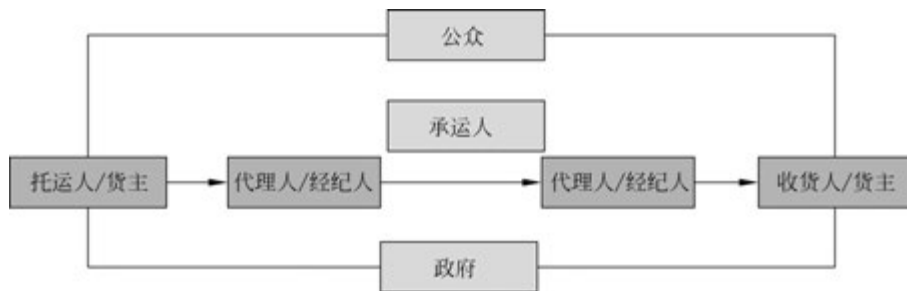 公众
承运人
托运人/货主
代理人/经纪人
代理人/经纪人
收货人/货主
政府